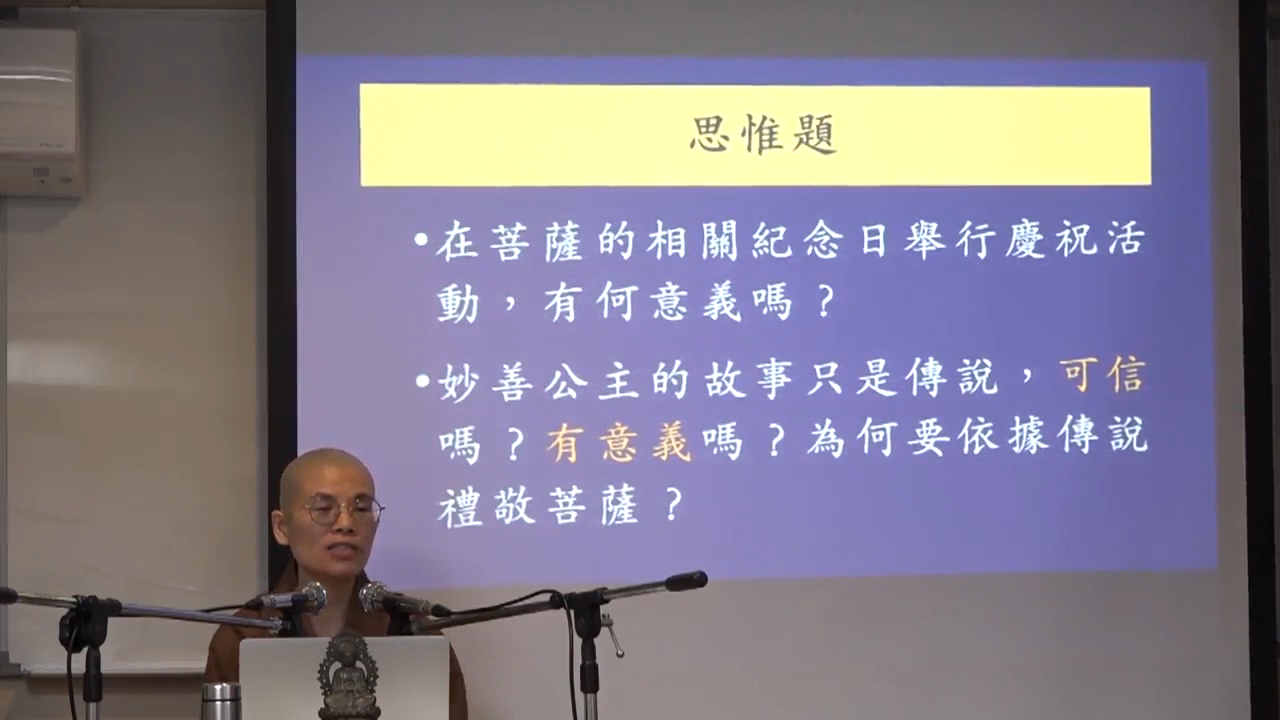 思惟題
•在菩薩的相關紀念日舉行慶祝活
動，有何意義嗎？
•妙善公主的故事只是傳說，可信
嗎？有意義嗎？為何要依據傳說
禮敬菩薩？